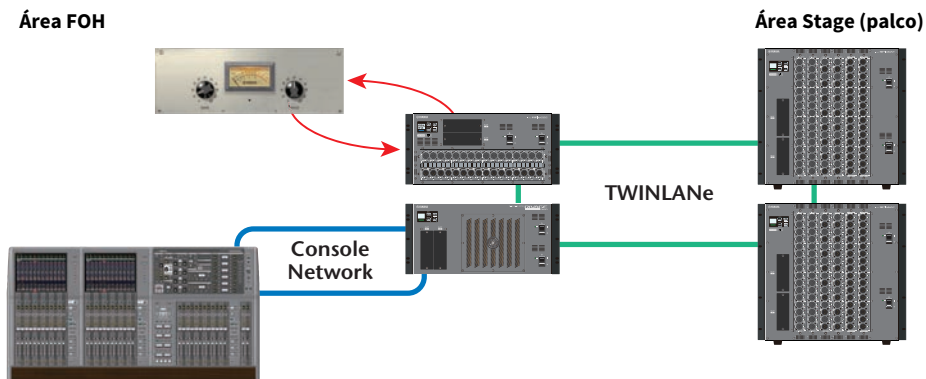 Área FOH
Área Stage (palco)
TWINLANe
Console
Network